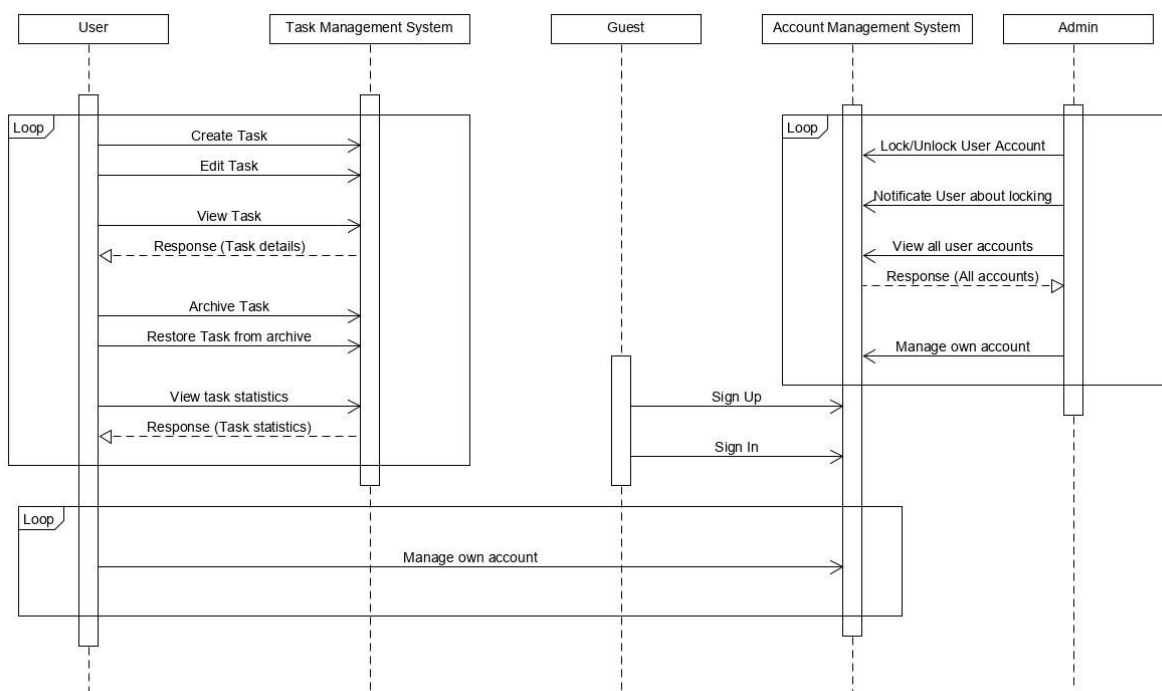 User
Task Management System
Guest
Account Management System
Admin
Loop
Create Task
Edit Task
View Task
Response (Task details)
Archive Task
Restore Task from archive
View task statistics
Response (Task statistics)
Loop
Lock/Unlock User Account
Notificate User about locking
View all user accounts
Response (All accounts)
Manage own account
Sign Up
Sign In
Loop
Manage own account